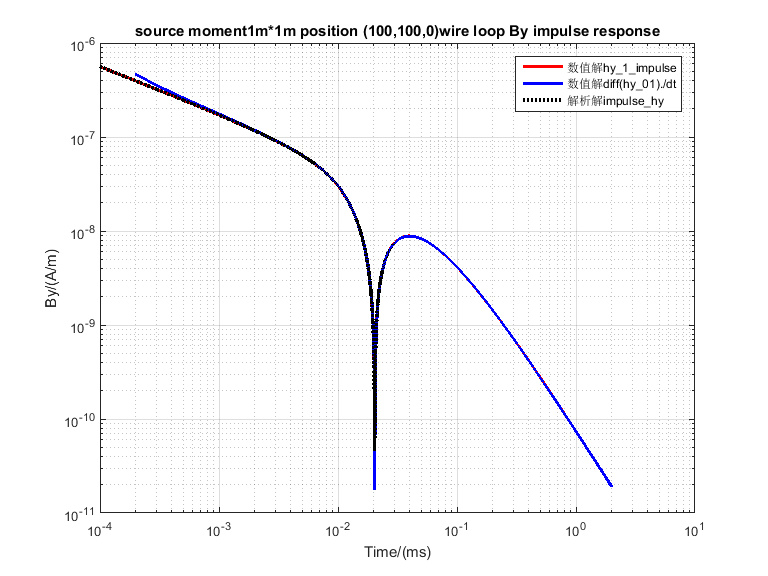 source moment1m*1m position (100,100,0)wire loop By impulse response
数值解hy_1_impulse
数值解diff(hy_01)./dt
解析解impulse_hy
By/(A/m)
10^-6
10^-7
10^-8
10^-9
10^-10
10^-11
10^-4
10^-3
10^-2
10^-1
10^0
10^1
Time/(ms)